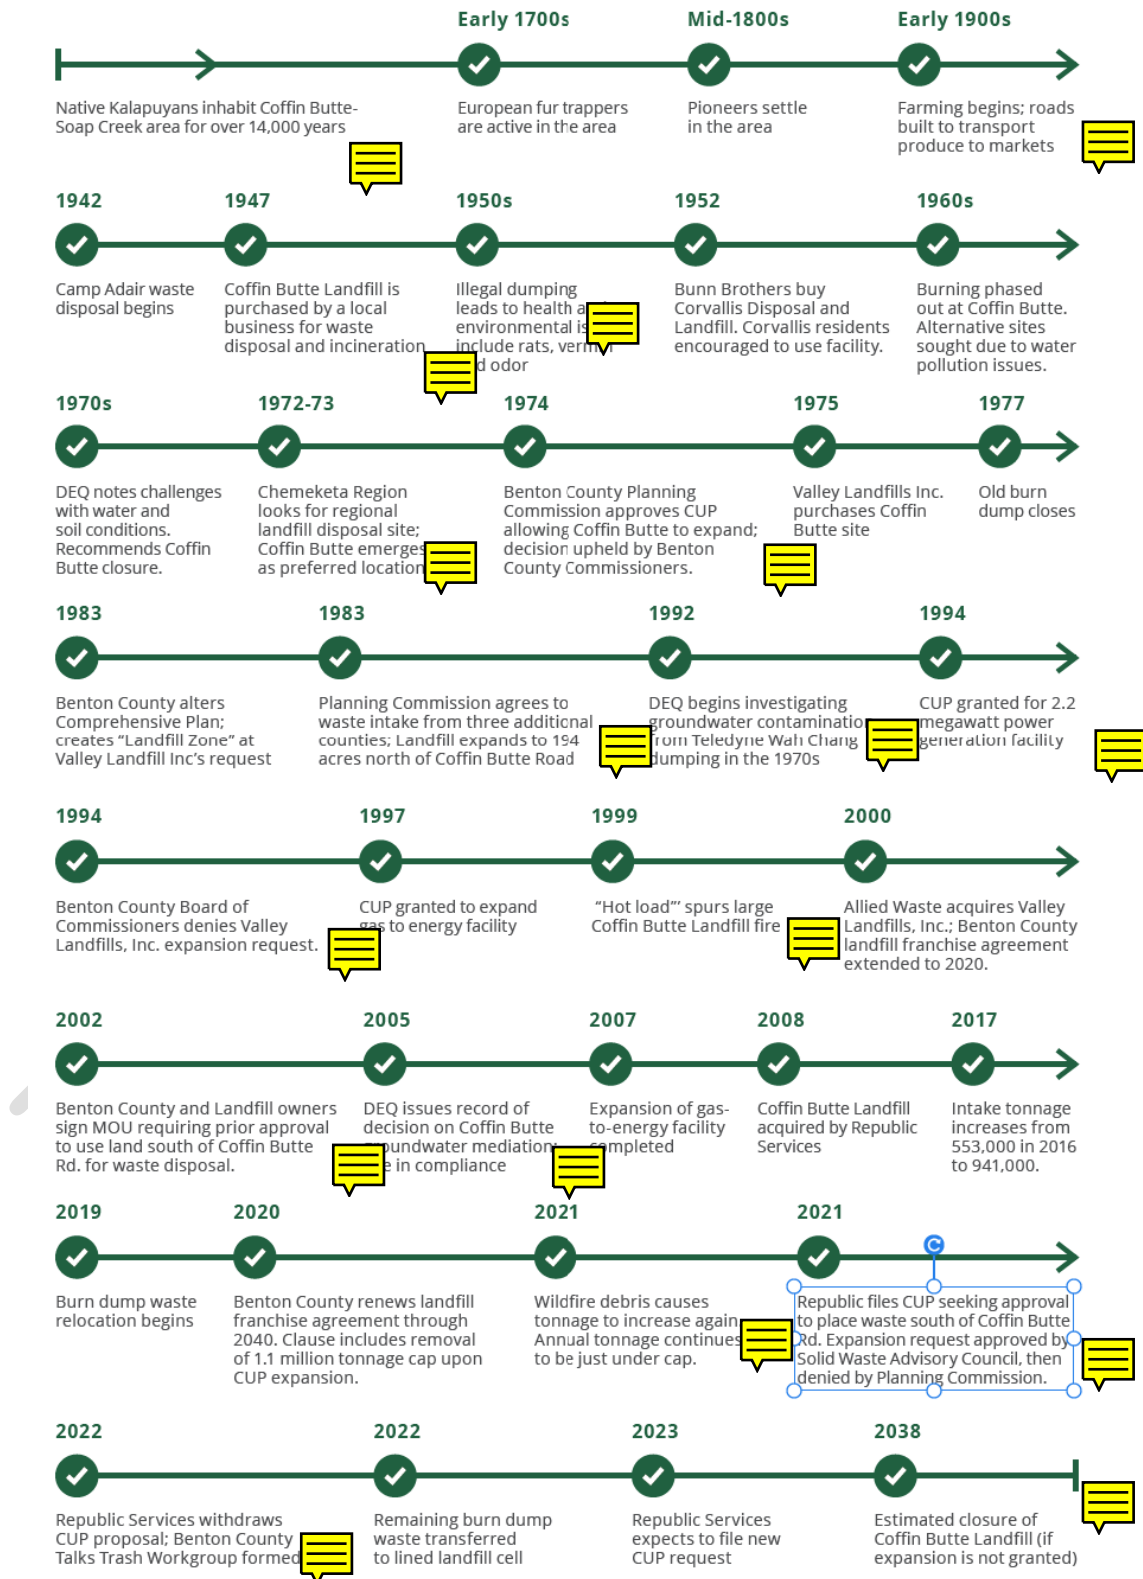 Early 1700s
Mid-1800s
Early 1900s
Native Kalapuyans inhabit Coffin Butte-
Soap Creek area for over 14,000 years
European fur trappers
are active in the area
Pioneers settle
in the area
Farming begins; roads
built to transport
produce to markets
1942
1947
1950s
1952
1960s
Camp Adair waste
disposal begins
Coffin Butte Landfill is
purchased by a local
business for waste
disposal and incineration
Illegal dumping
leads to health
environmental
include rats,
odor
Bunn Brothers buy
Corvallis Disposal and
Landfill. Corvallis residents
encouraged to use facility.
Burning phased
out at Coffin Butte.
Alternative sites
sought due to water
pollution issues.
1970s
1972-73
1974
1975
1977
DEQ notes challenges
with water and
soil conditions.
Recommends Coffin
Butte closure.
Chemeketa Region
looks for regional
landfill disposal site;
Coffin Butte emerges
as preferred location
Benton County Planning
Commission approves CUP
allowing Coffin Butte to expand;
decision upheld by Benton
County Commissioners.
Valley Landfills Inc.
purchases Coffin
Butte site
Old burn
dump closes
1983
1983
1992
1994
Benton County alters
Comprehensive Plan;
creates “Landfill Zone” at
Valley Landfill Inc’s request
Planning Commission agrees to
waste intake from three additional
counties; Landfill expands to 194
acres north of Coffin Butte Road
DEQ begins investigating
groundwater contamination
from Teledyne Wah Chang
dumping in the 1970s
CUP granted for 2.2
megawatt power
generation facility
1994
1997
1999
2000
Benton County Board of
Commissioners denies Valley
Landfills, Inc. expansion request.
CUP granted to expand
gas to energy facility
“Hot load”’ spurs large
Coffin Butte Landfill fire
Allied Waste acquires Valley
Landfills, Inc.; Benton County
landfill franchise agreement
extended to 2020.
2002
2005
2007
2008
2017
Benton County and Landfill owners
sign MOU requiring prior approval
to use land south of Coffin Butte
Rd. for waste disposal.
DEQ issues record of
decision on Coffin Butte
groundwater mediation;
in compliance
Expansion of gas-
to-energy facility
completed
Coffin Butte Landfill
acquired by Republic
Services
Intake tonnage
increases from
553,000 in 2016
to 941,000.
2019
2020
2021
2021
Burn dump waste
relocation begins
Benton County renews landfill
franchise agreement through
2040. Clause includes removal
of 1.1 million tonnage cap upon
CUP expansion.
Wildfire debris causes
tonnage to increase again
Annual tonnage continues
to be just under cap.
Republic files CUP seeking approval
to place waste south of Coffin Butte
Rd. Expansion request approved by
Solid Waste Advisory Council, then
denied by Planning Commission.
2022
2022
2023
2038
Republic Services withdraws
CUP proposal; Benton County
Talks Trash Workgroup formed
Remaining burn dump
waste transferred
to lined landfill cell
Republic Services
expects to file new
CUP request
Estimated closure of
Coffin Butte Landfill (if
expansion is not granted)